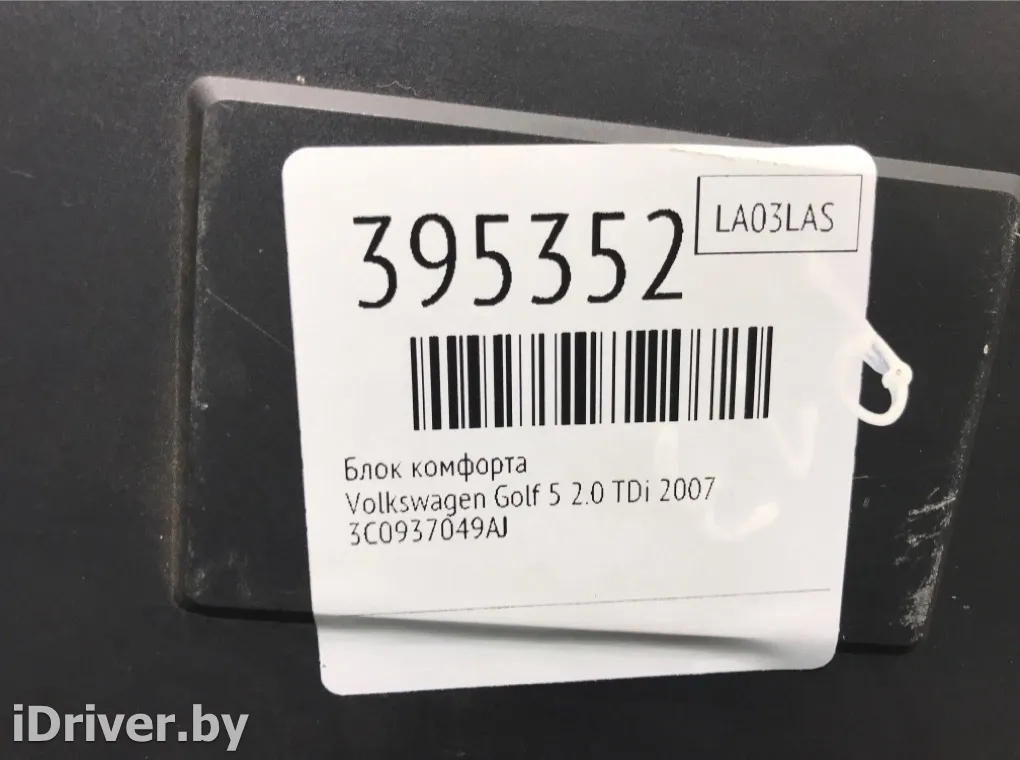 395352
LA03LAS
Блок комфорта
Volkswagen Golf 5 2.0 TDi 2007
3C0937049AJ
iDriver.by